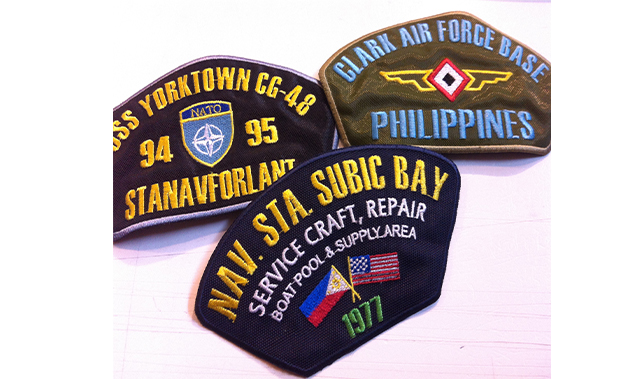 USS YORKTOWN CG-48
NATO
94 95
STANAVFORLANT
CLARK AIR FORCE BASE
PHILIPPINES
NAV. STA. SUBIC BAY
SERVICE CRAFT, REPAIR
BOAT POOL & SUPPLY AREA
1977